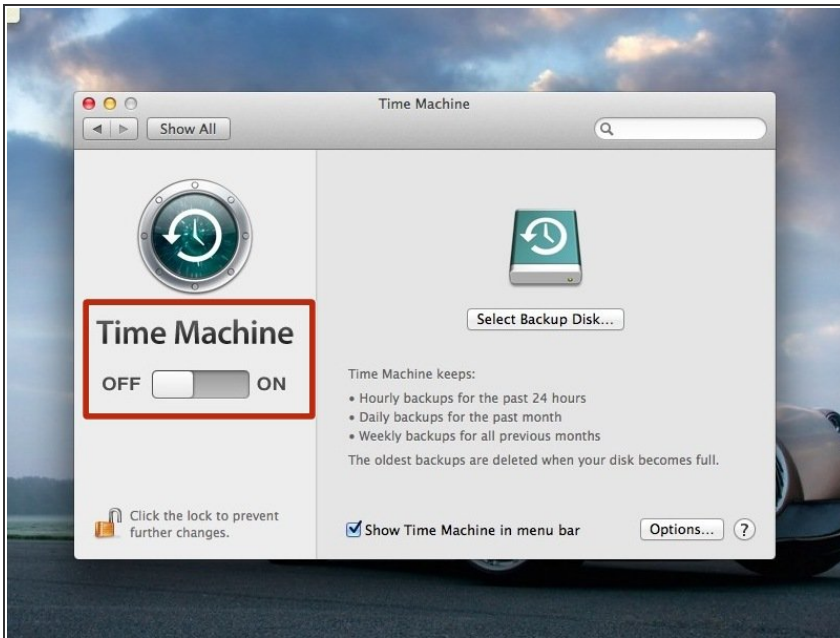 Time Machine
Show All
Time Machine
OFF ON
Select Backup Disk...
Time Machine keeps:
• Hourly backups for the past 24 hours
• Daily backups for the past month
• Weekly backups for all previous months
The oldest backups are deleted when your disk becomes full.
Click the lock to prevent
further changes.
Show Time Machine in menu bar
Options...
?